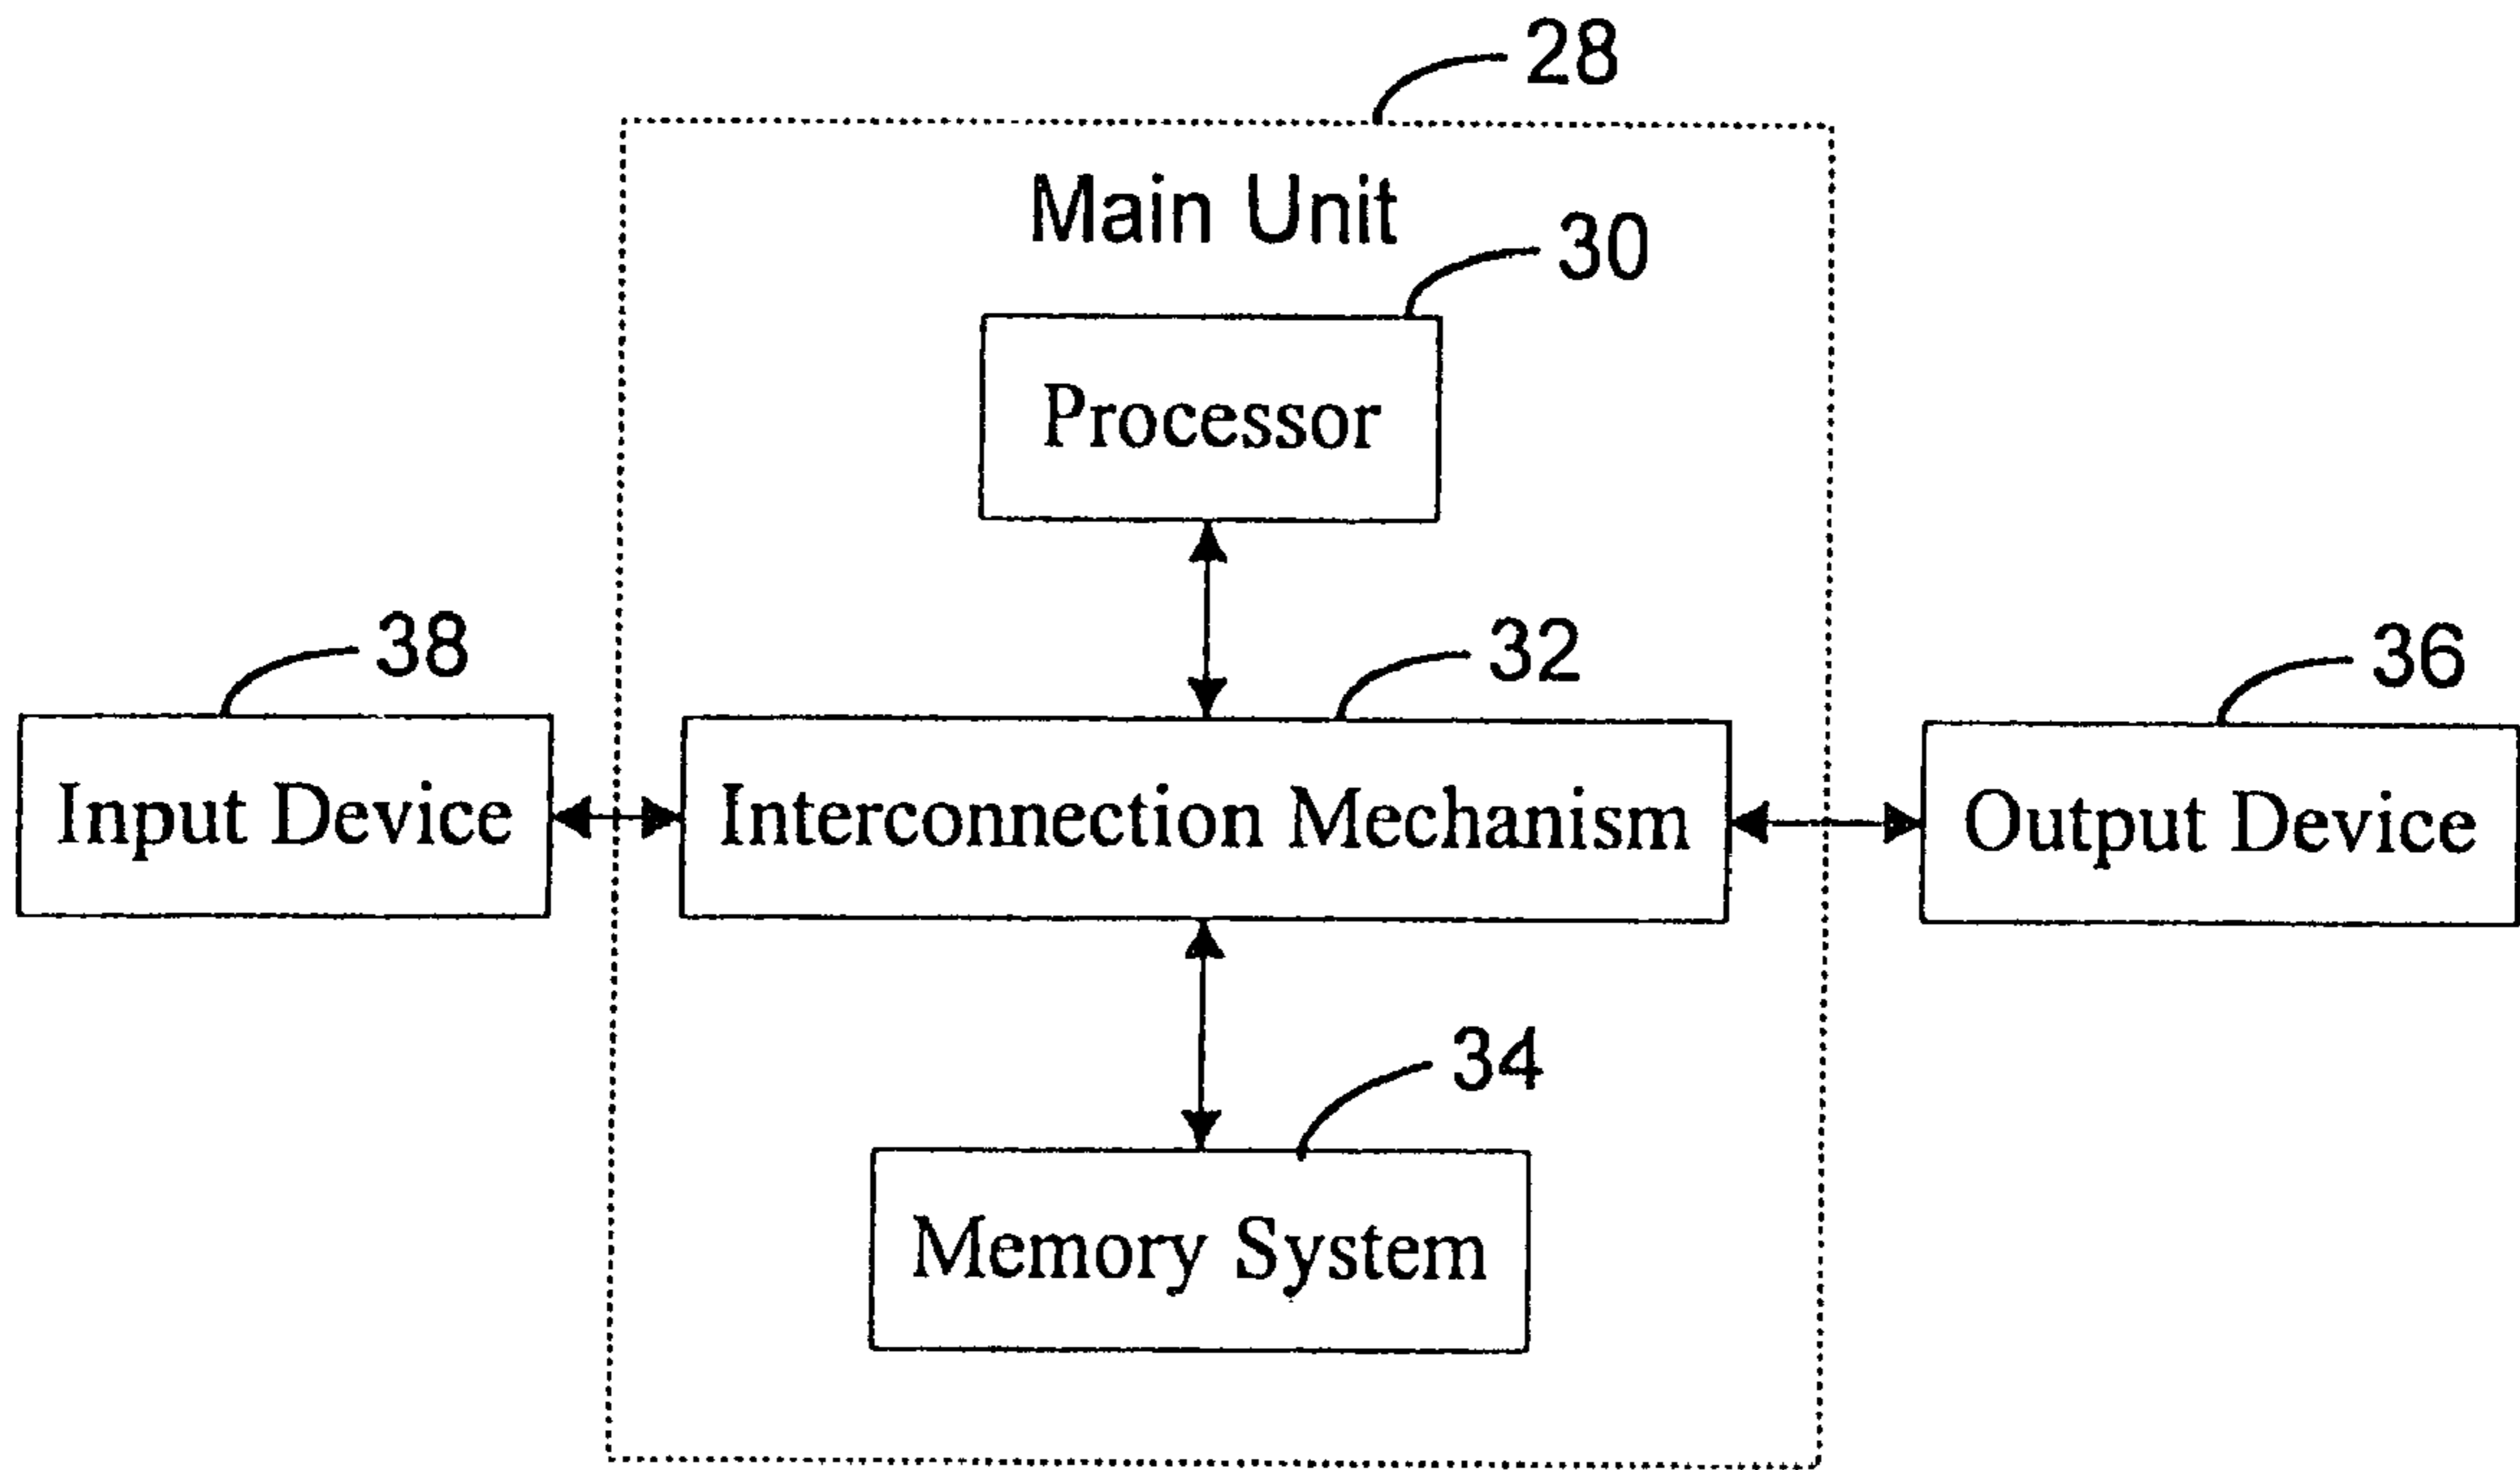 28
Main Unit
30
Processor
38
32
36
Input Device
Interconnection Mechanism
Output Device
34
Memory System